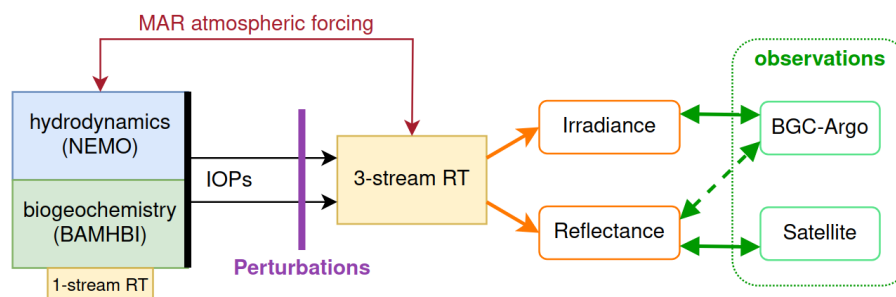 MAR atmospheric forcing
observations
hydrodynamics
(NEMO)
IOPs
3-stream RT
Irradiance
BGC-Argo
biogeochemistry
(BAMHBI)
Reflectance
Satellite
Perturbations
1-stream RT